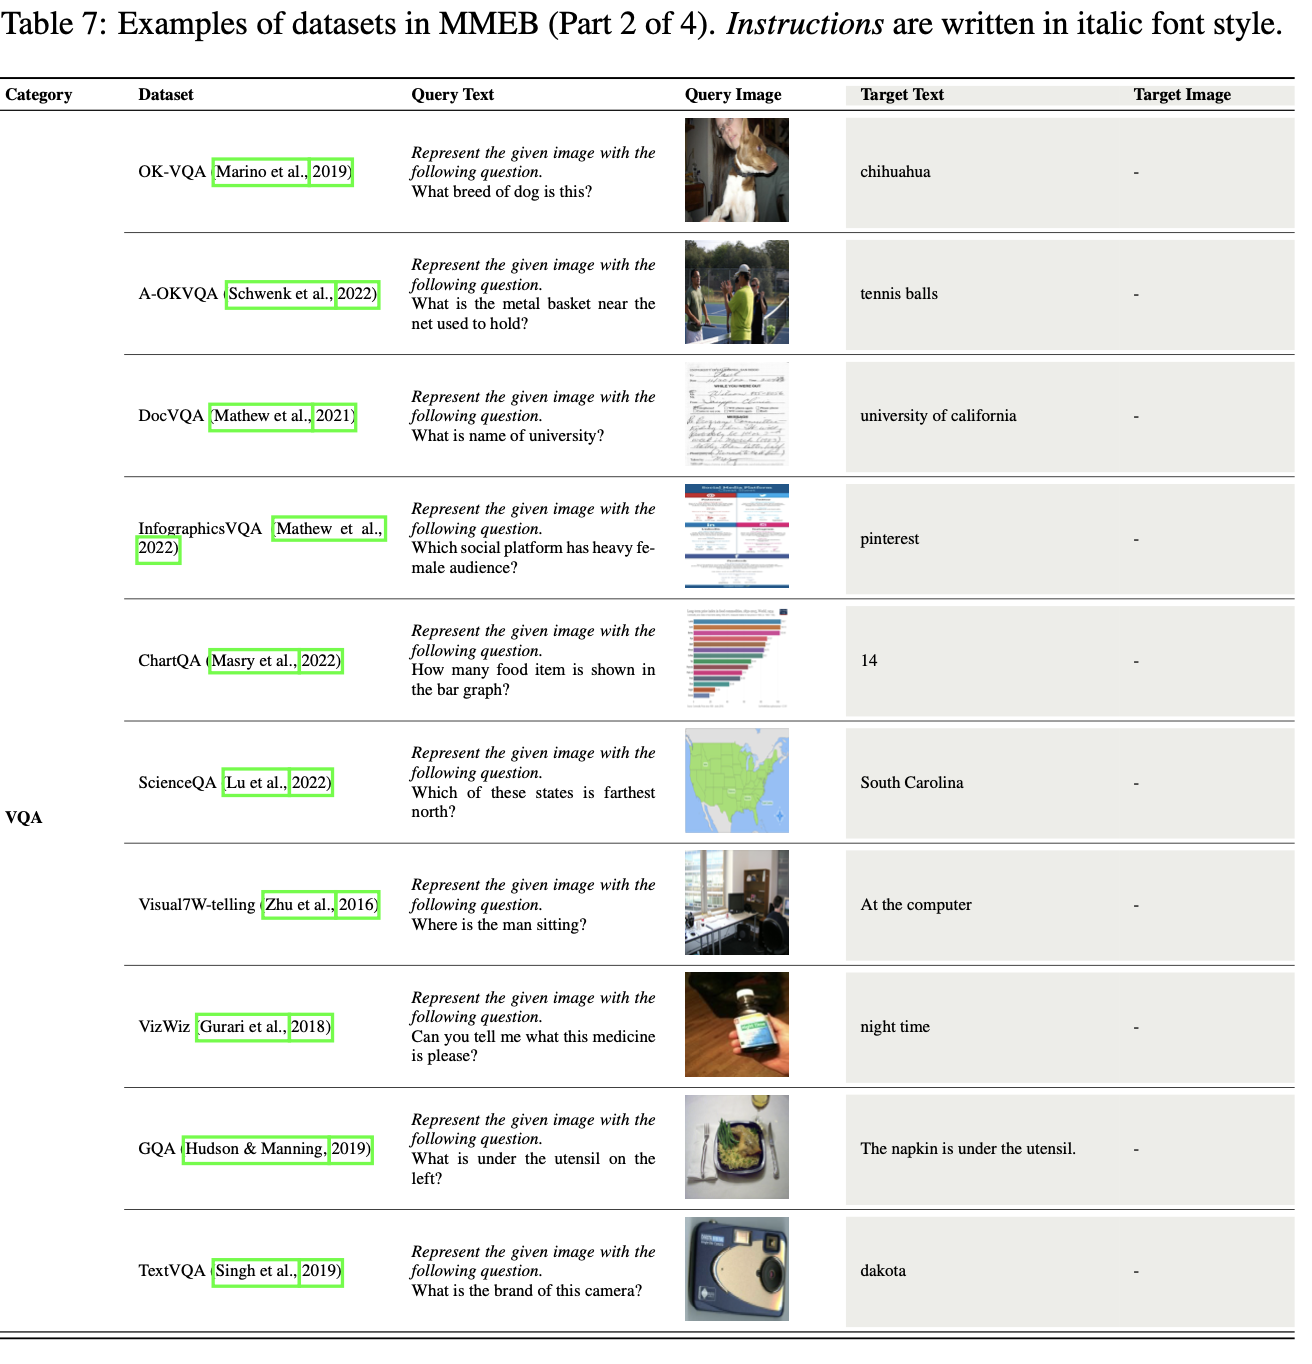 Table 7: Examples of datasets in MMEB (Part 2 of 4). Instructions are written in italic font style.
Category Dataset Query Text Query Image Target Text Target Image
VQA
OK-VQA (Marino et al., 2019)
Represent the given image with the
following question.
What breed of dog is this?
chihuahua -
A-OKVQA (Schwenk et al., 2022)
Represent the given image with the
following question.
What is the metal basket near the
net used to hold?
tennis balls -
DocVQA (Mathew et al., 2021)
Represent the given image with the
following question.
What is name of university?
WHILE YOU WERE OUT
MESSAGE
university of california -
InfographicsVQA (Mathew et al.,
2022)
Represent the given image with the
following question.
Which social platform has heavy fe-
male audience?
Social Media Platform
pinterest -
ChartQA (Masry et al., 2022)
Represent the given image with the
following question.
How many food item is shown in
the bar graph?
14 -
ScienceQA (Lu et al., 2022)
Represent the given image with the
following question.
Which of these states is farthest
north?
South Carolina -
Visual7W-telling (Zhu et al., 2016)
Represent the given image with the
following question.
Where is the man sitting?
At the computer -
VizWiz (Gurari et al., 2018)
Represent the given image with the
following question.
Can you tell me what this medicine
is please?
night time -
GQA (Hudson & Manning, 2019)
Represent the given image with the
following question.
What is under the utensil on the
left?
The napkin is under the utensil. -
TextVQA (Singh et al., 2019)
Represent the given image with the
following question.
What is the brand of this camera?
dakota -